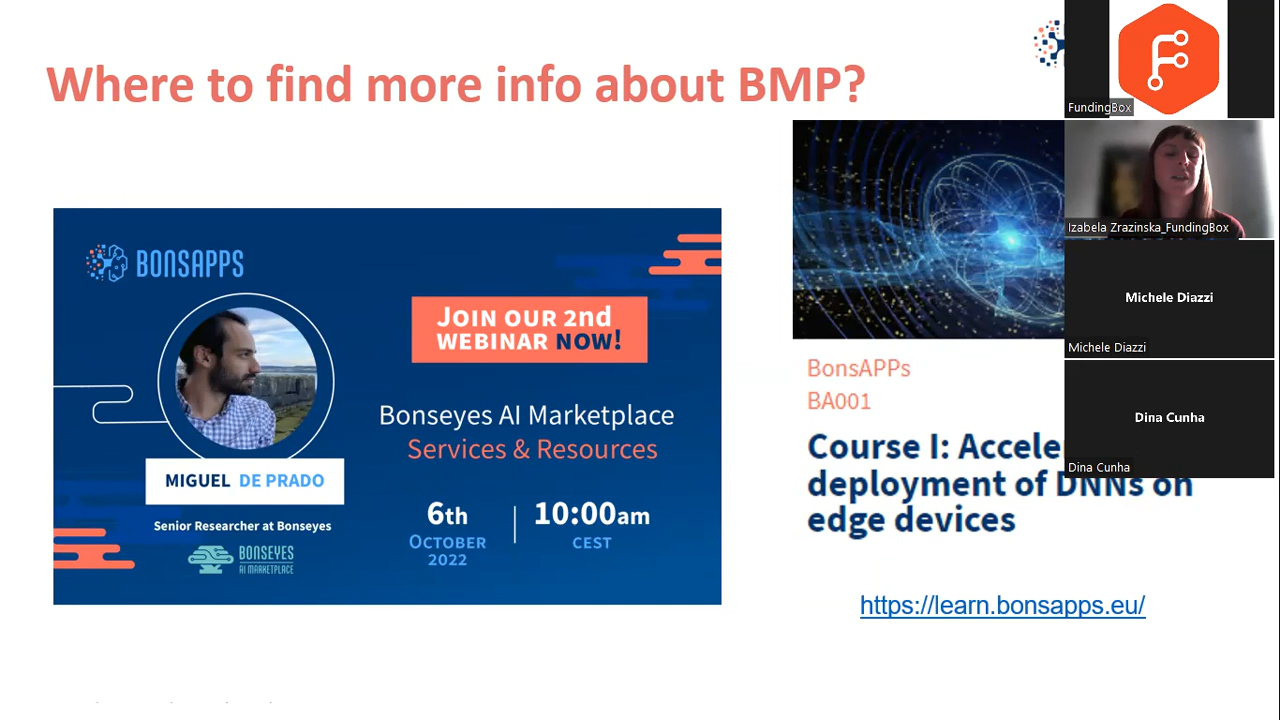 Where to find more info about BMP?
BONSAPPS
JOIN OUR 2nd
WEBINAR NOW!
Bonseyes AI Marketplace
Services & Resources
MIGUEL DE PRADO
Senior Researcher at Bonseyes
BONSEYES
AI MARKETPLACE
6th
OCTOBER
2022
10:00am
CEST
BonsAPPs
BA001
Course I: Accele
deployment of DNNs on
edge devices
https://learn.bonsapps.eu/
FundingBox
Izabela Zrazinska_FundingBox
Michele Diazzi
Michele Diazzi
Dina Cunha
Dina Cunha